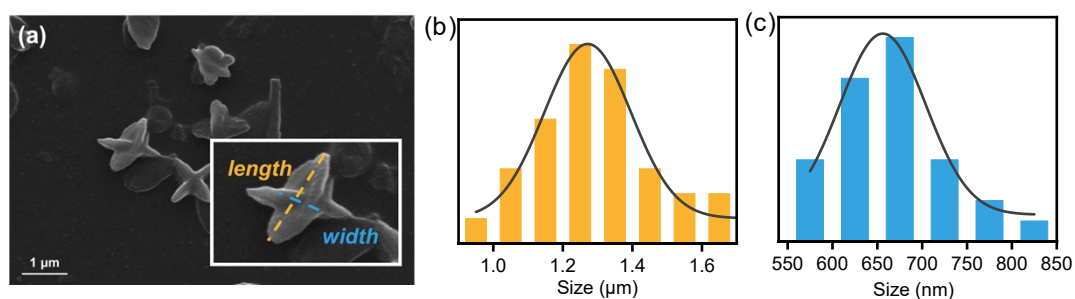 (a)
length
width
1 μm
(b)
1.0 1.2 1.4 1.6
Size (μm)
(c)
550 600 650 700 750 800 850
Size (nm)